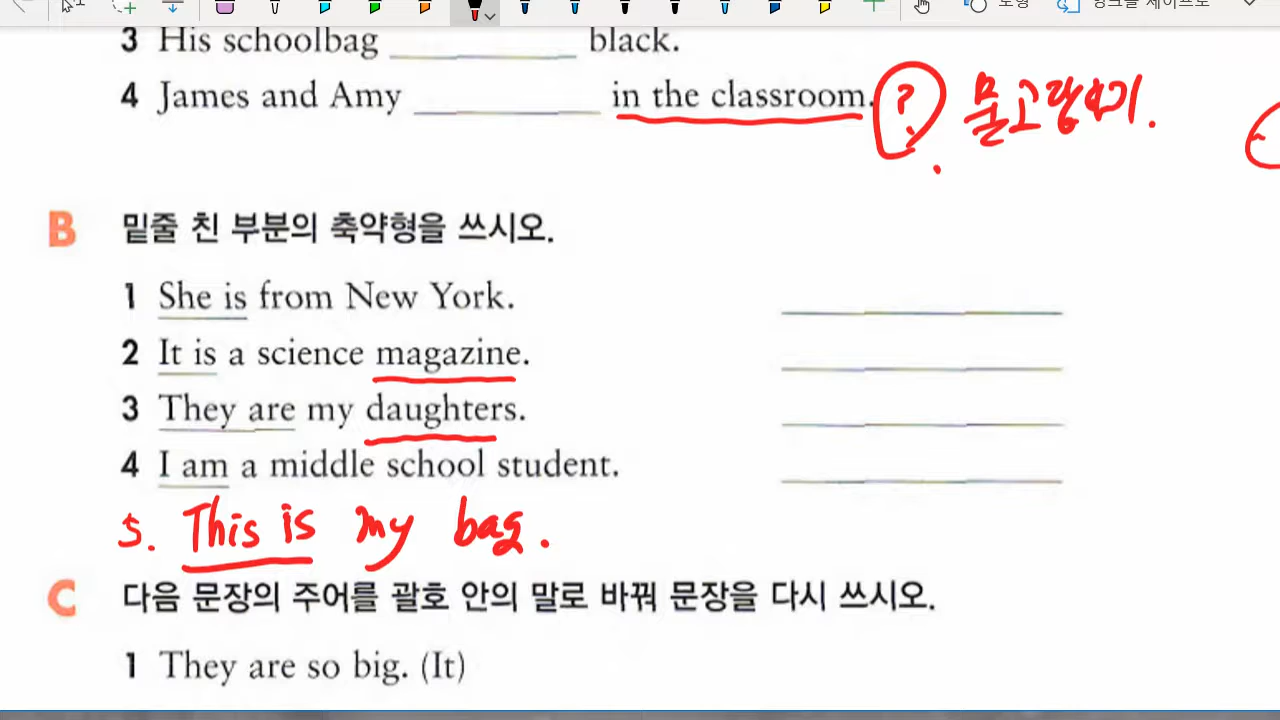 3 His schoolbag __________ black.
4 James and Amy __________ in the classroom. ?
B 밑줄 친 부분의 축약형을 쓰시오.
1 She is from New York.
2 It is a science magazine.
3 They are my daughters.
4 I am a middle school student.
5. This is my bag.
C 다음 문장의 주어를 괄호 안의 말로 바꿔 문장을 다시 쓰시오.
1 They are so big. (It)